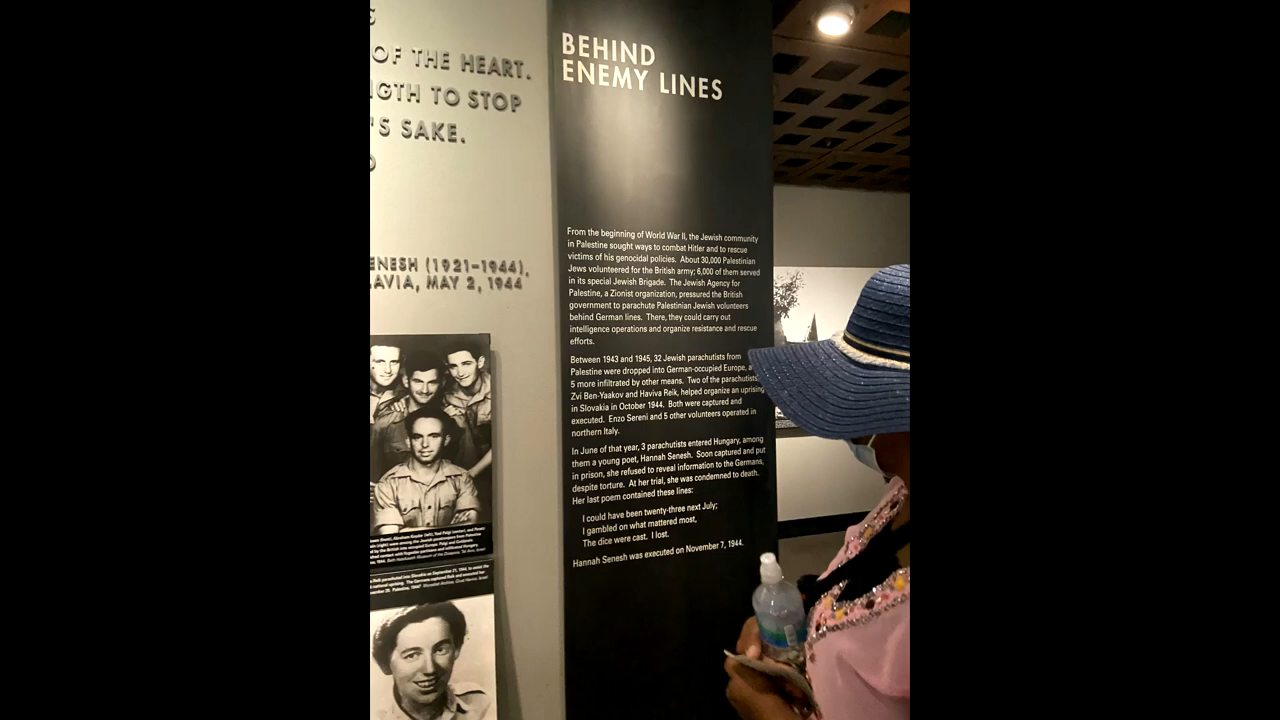 OF THE HEART.
TO STOP
'S SAKE.
(1921–1944),
MAY 2, 1944
BEHIND
ENEMY LINES
From the beginning of World War II, the Jewish community
in Palestine sought ways to combat Hitler and to rescue
victims of his genocidal policies. About 30,000 Palestinian
Jews volunteered for the British army; 6,000 of them served
in its special Jewish Brigade. The Jewish Agency for
Palestine, a Zionist organization, pressured the British
government to parachute Palestinian Jewish volunteers
behind German lines. There, they could carry out
intelligence operations and organize resistance and rescue
efforts.
Between 1943 and 1945, 32 Jewish parachutists from
Palestine were dropped into German-occupied Europe,
5 more infiltrated by other means. Two of the parachutists,
Zvi Ben-Yaakov and Haviva Reik, helped organize an uprising
in Slovakia in October 1944. Both were captured and
executed. Enzo Sereni and 5 other volunteers operated in
northern Italy.
In June of that year, 3 parachutists entered Hungary, among
them a young poet, Hannah Senesh. Soon captured and put
in prison, she refused to reveal information to the Germans,
despite torture. At her trial, she was condemned to death.
Her last poem contained these lines:
I could have been twenty-three next July;
I gambled on what mattered most,
The dice were cast. I lost.
Hannah Senesh was executed on November 7, 1944.